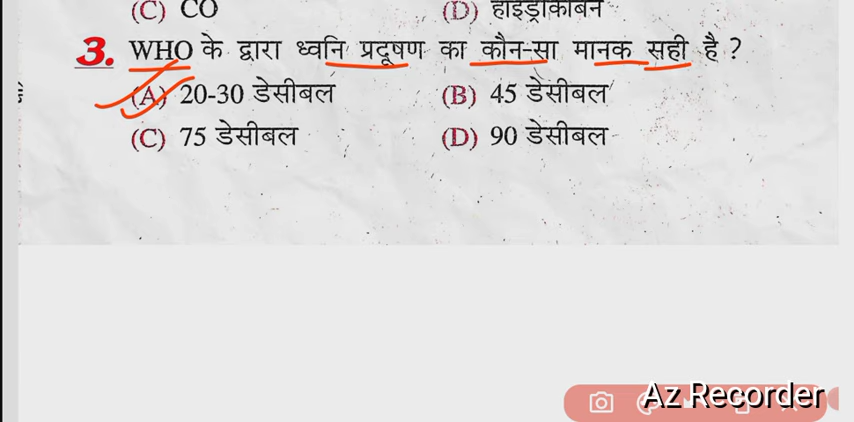 (C) CO (D) हाइड्रोकार्बन
3. WHO के द्वारा ध्वनि प्रदूषण का कौन-सा मानक सही है ?
(A) 20-30 डेसीबल (B) 45 डेसीबल
(C) 75 डेसीबल (D) 90 डेसीबल
Az Recorder